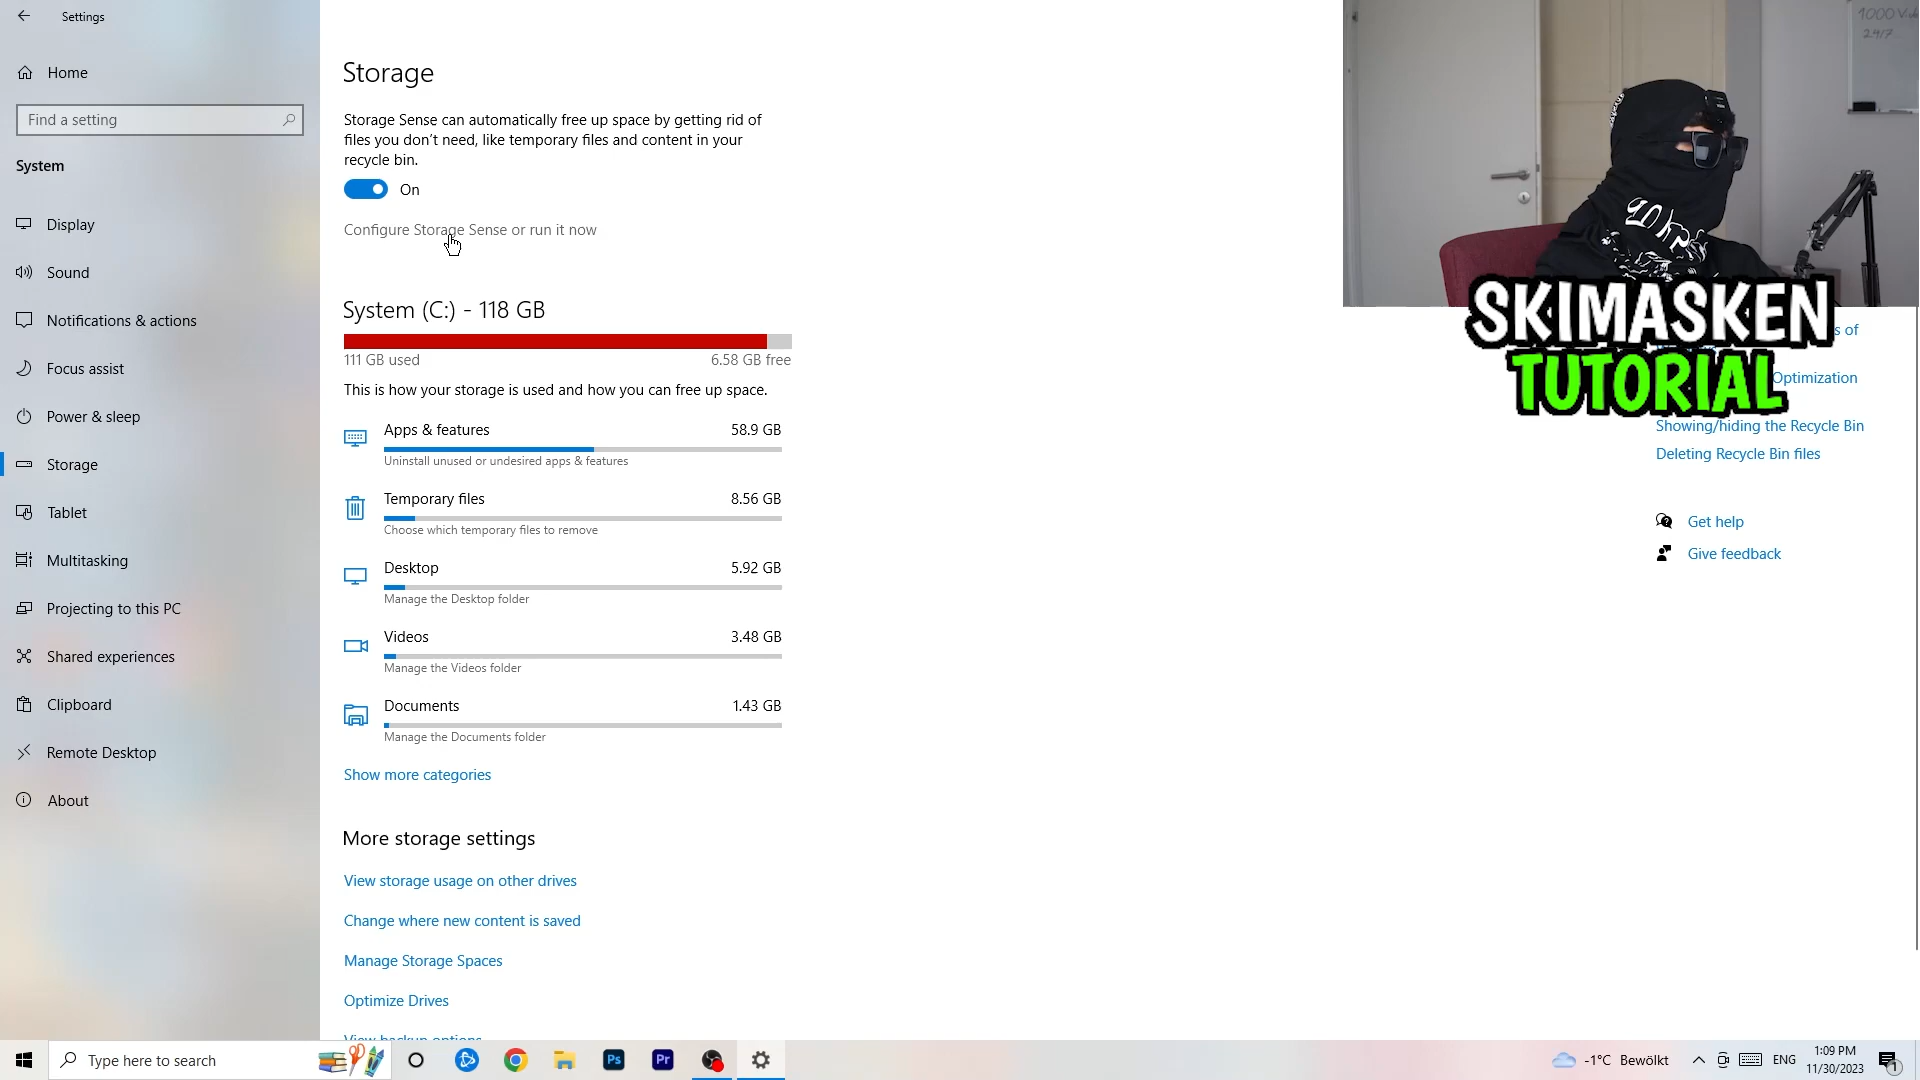 Settings
Home
Find a setting
System
Display
Sound
Notifications & actions
Focus assist
Power & sleep
Storage
Tablet
Multitasking
Projecting to this PC
Shared experiences
Clipboard
Remote Desktop
About
Storage
Storage Sense can automatically free up space by getting rid of
files you don't need, like temporary files and content in your
recycle bin.
On
Configure Storage Sense or run it now
System (C:) - 118 GB
111 GB used
6.58 GB free
This is how your storage is used and how you can free up space.
Apps & features
58.9 GB
Uninstall unused or undesired apps & features
Temporary files
8.56 GB
Choose which temporary files to remove
Desktop
5.92 GB
Manage the Desktop folder
Videos
3.48 GB
Manage the Videos folder
Documents
1.43 GB
Manage the Documents folder
Show more categories
More storage settings
View storage usage on other drives
Change where new content is saved
Manage Storage Spaces
Optimize Drives
View backup options
24/7
SKIMASKEN
TUTORIAL
of
Optimization
Showing/hiding the Recycle Bin
Deleting Recycle Bin files
Get help
Give feedback
Type here to search
Ps
Pr
-1°C Bewölkt
ENG
1:09 PM
11/30/2023
1